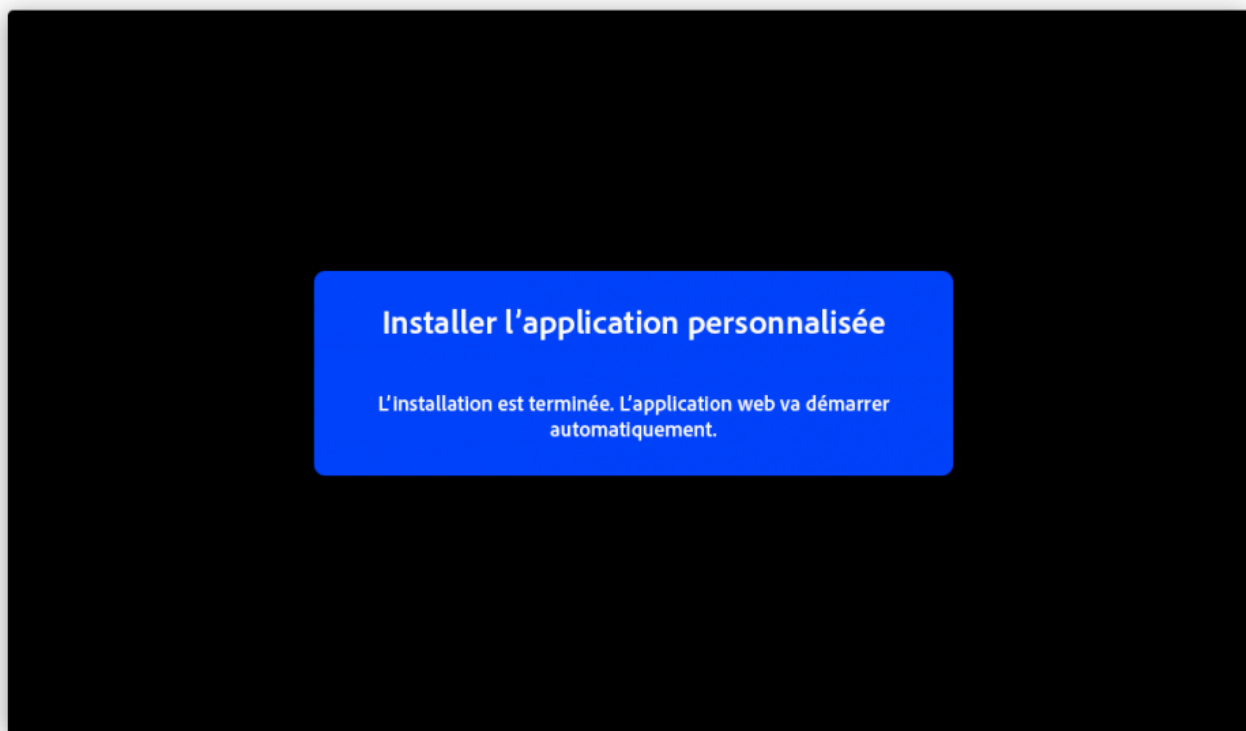 Installer l’application personnalisée
L’installation est terminée. L’application web va démarrer
automatiquement.